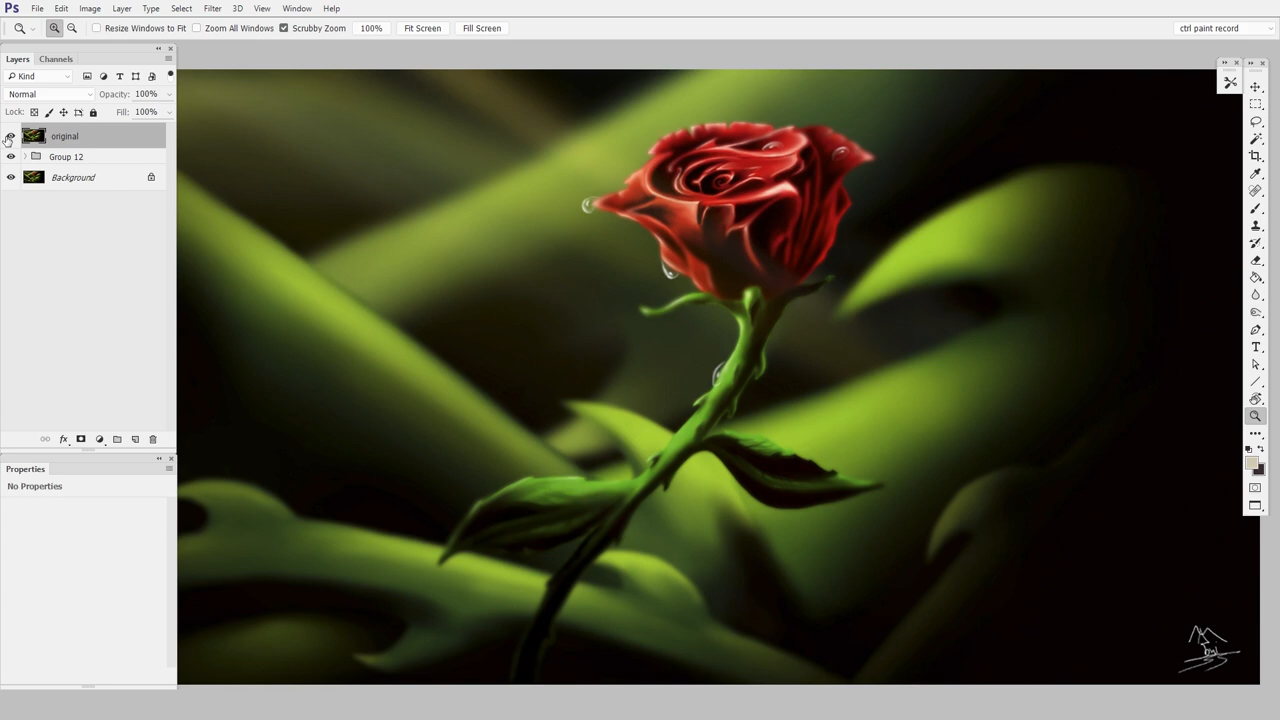 Ps File Edit Image Layer Type Select Filter 3D View Window Help
Resize Windows to Fit Zoom All Windows Scrubby Zoom 100% Fit Screen Fill Screen ctrl paint record
Layers Channels
Kind
Normal Opacity: 100%
Lock: Fill: 100%
original
Group 12
Background
fx
Properties
No Properties